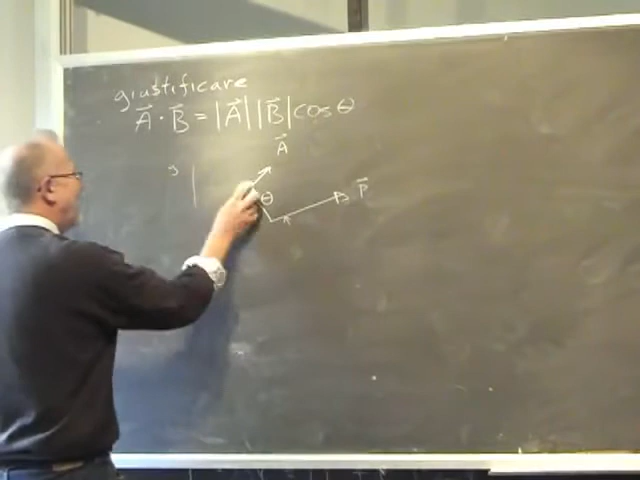 giustificare
A⃗ · B⃗ = |A⃗| |B⃗| cos θ
A⃗
y
θ